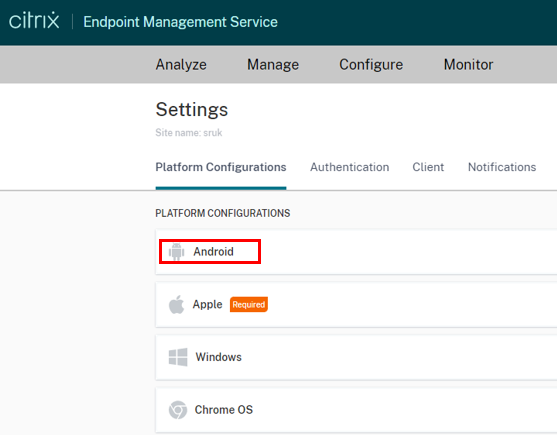 citrix | Endpoint Management Service
Analyze Manage Configure Monitor
Settings
Site name: sruk
Platform Configurations Authentication Client Notifications
PLATFORM CONFIGURATIONS
Android
Apple Required
Windows
Chrome OS